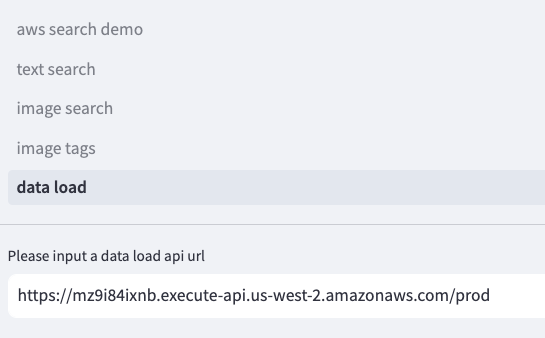 aws search demo
text search
image search
image tags
data load
Please input a data load api url
https://mz9i84ixnb.execute-api.us-west-2.amazonaws.com/prod